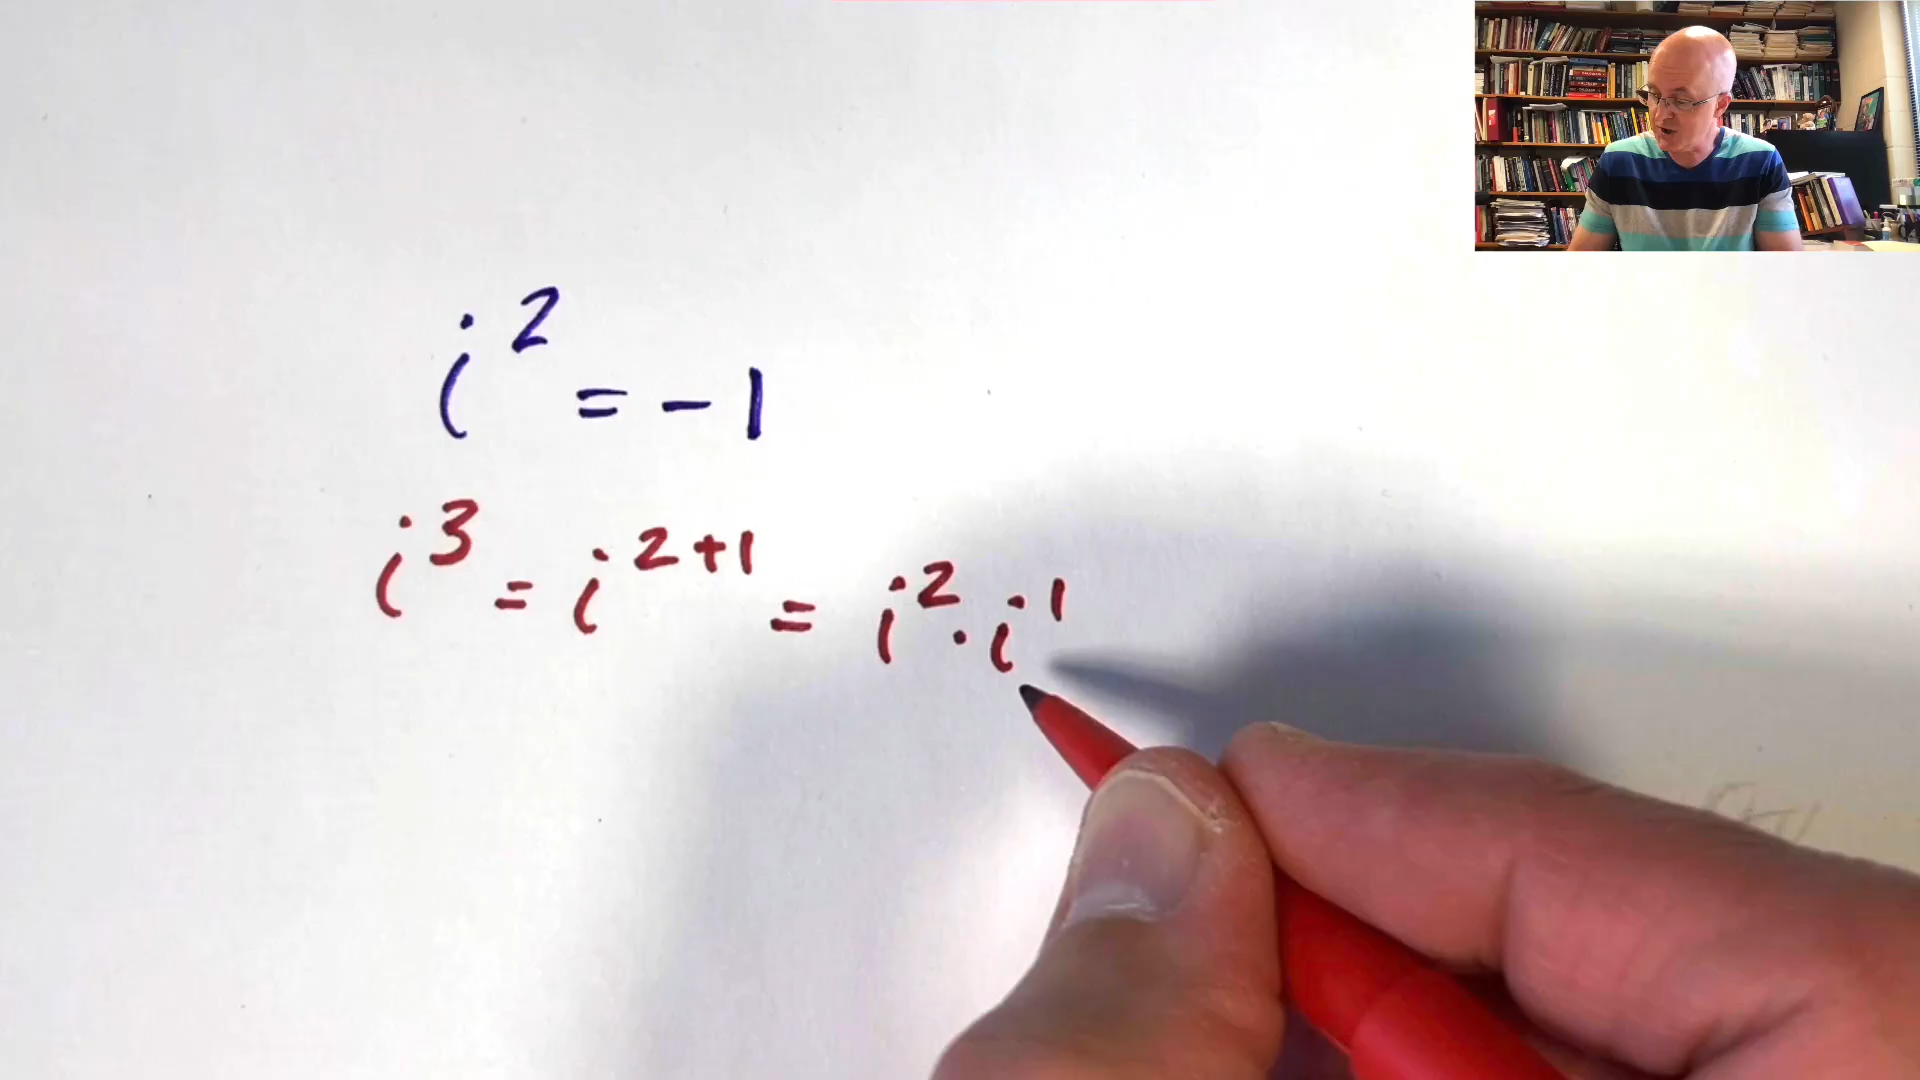 i² = -1
i³ = i²⁺¹ = i² · i¹